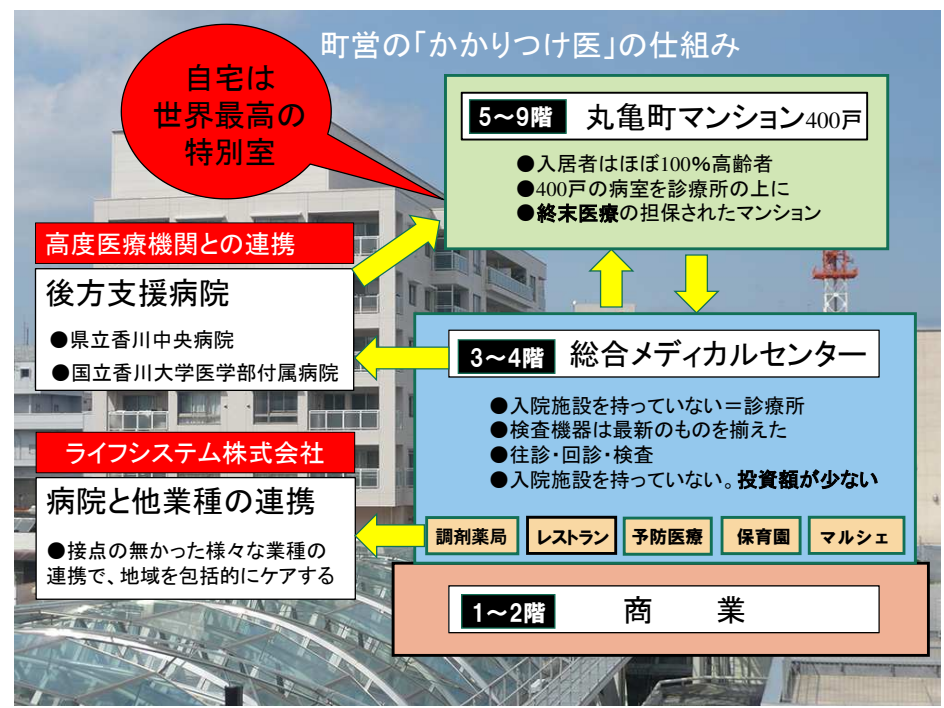 町営の「かかりつけ医」の仕組み
自宅は
世界最高の
特別室
5～9階 丸亀町マンション400戸
●入居者はほぼ100%高齢者
●400戸の病室を診療所の上に
●終末医療の担保されたマンション
高度医療機関との連携
後方支援病院
●県立香川中央病院
●国立香川大学医学部付属病院
3～4階 総合メディカルセンター
●入院施設を持っていない＝診療所
●検査機器は最新のものを揃えた
●往診・回診・検査
●入院施設を持っていない。投資額が少ない
ライフシステム株式会社
病院と他業種の連携
●接点の無かった様々な業種の
連携で、地域を包括的にケアする
調剤薬局 レストラン 予防医療 保育園 マルシェ
1～2階 商業